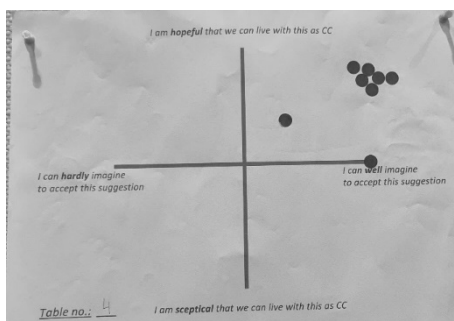 I am hopeful that we can live with this as CC
I can hardly imagine
to accept this suggestion
I can well imagine
to accept this suggestion
Table no.: 4
I am sceptical that we can live with this as CC